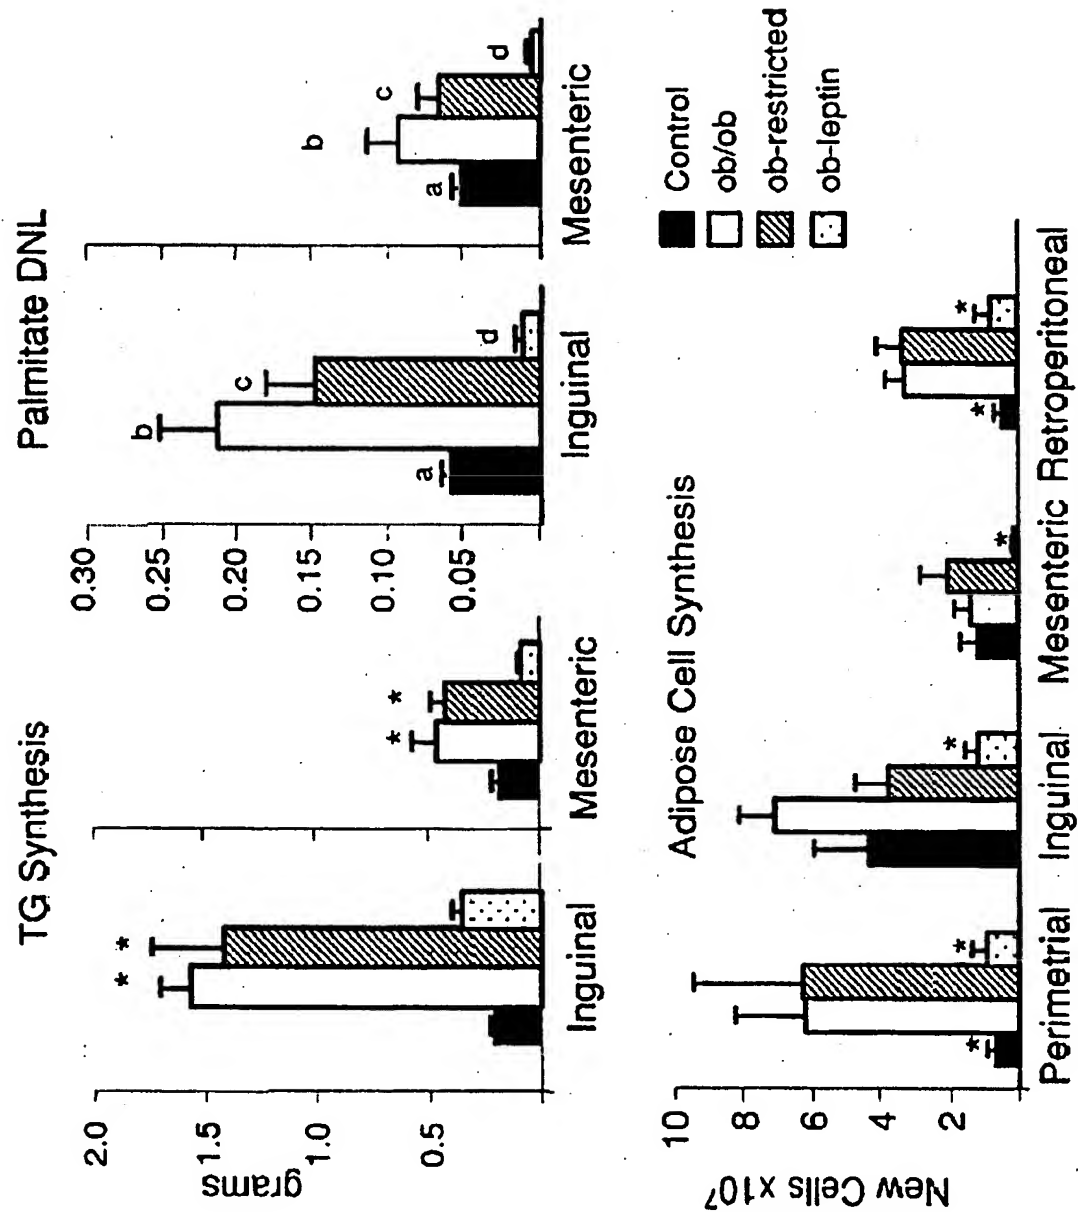 TG Synthesis
grams
2.0
1.5
1.0
0.5
* *
* *
Inguinal
Mesenteric
Palmitate DNL
0.30
0.25
0.20
0.15
0.10
0.05
a b c d
a b c d
Inguinal
Mesenteric
Adipose Cell Synthesis
New Cells x10⁷
10
8
6
4
2
* *
*
*
* *
Perimetrial
Inguinal
Mesenteric
Retroperitoneal
Control
ob/ob
ob-restricted
ob-leptin